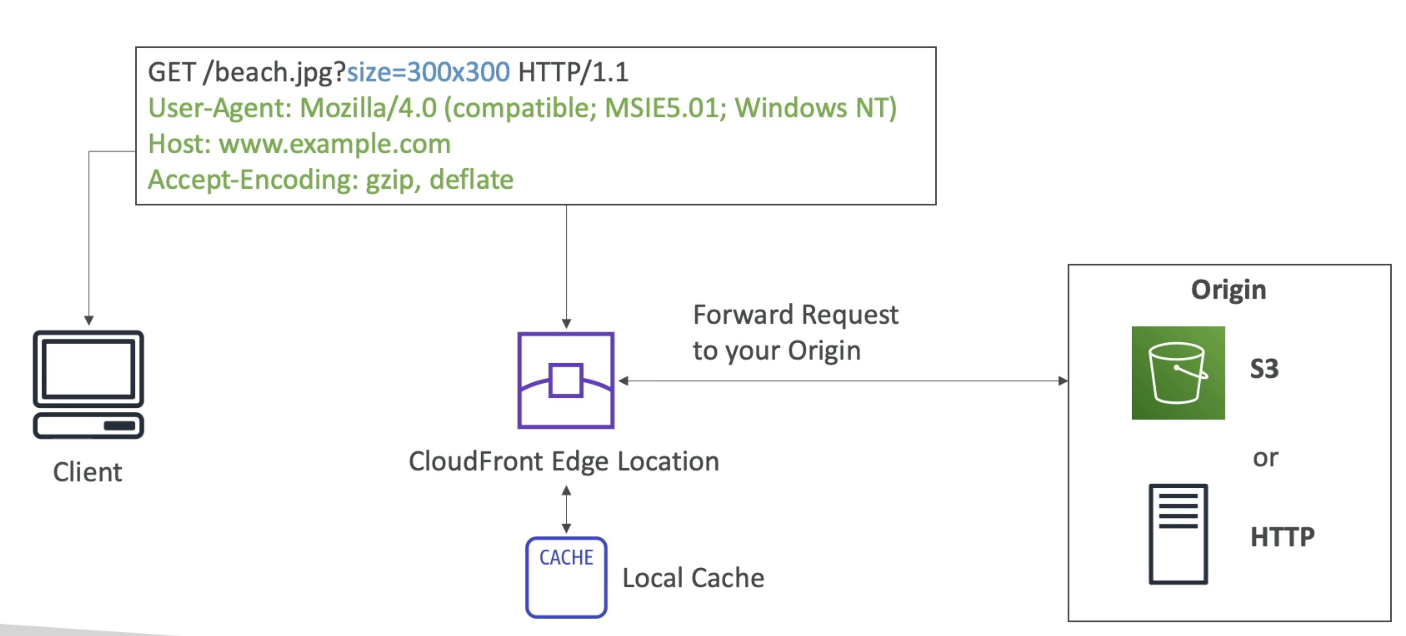 GET /beach.jpg?size=300x300 HTTP/1.1
User-Agent: Mozilla/4.0 (compatible; MSIE5.01; Windows NT)
Host: www.example.com
Accept-Encoding: gzip, deflate
Client
CloudFront Edge Location
Forward Request
to your Origin
CACHE
Local Cache
Origin
S3
or
HTTP